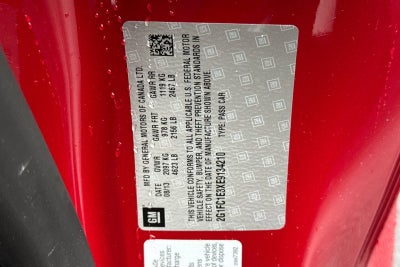 GM
MFD BY GENERAL MOTORS OF CANADA LTD.
DATE GVWR GAWR FR GAWR RR
08/13 2097 KG 978 KG 1119 KG
4623 LB 2156 LB 2467 LB
THIS VEHICLE CONFORMS TO ALL APPLICABLE U.S. FEDERAL MOTOR
VEHICLE SAFETY, BUMPER, AND THEFT PREVENTION STANDARDS IN
EFFECT ON THE DATE OF MANUFACTURE SHOWN ABOVE.
2G1FC1E3XE9134210 TYPE: PASS CAR